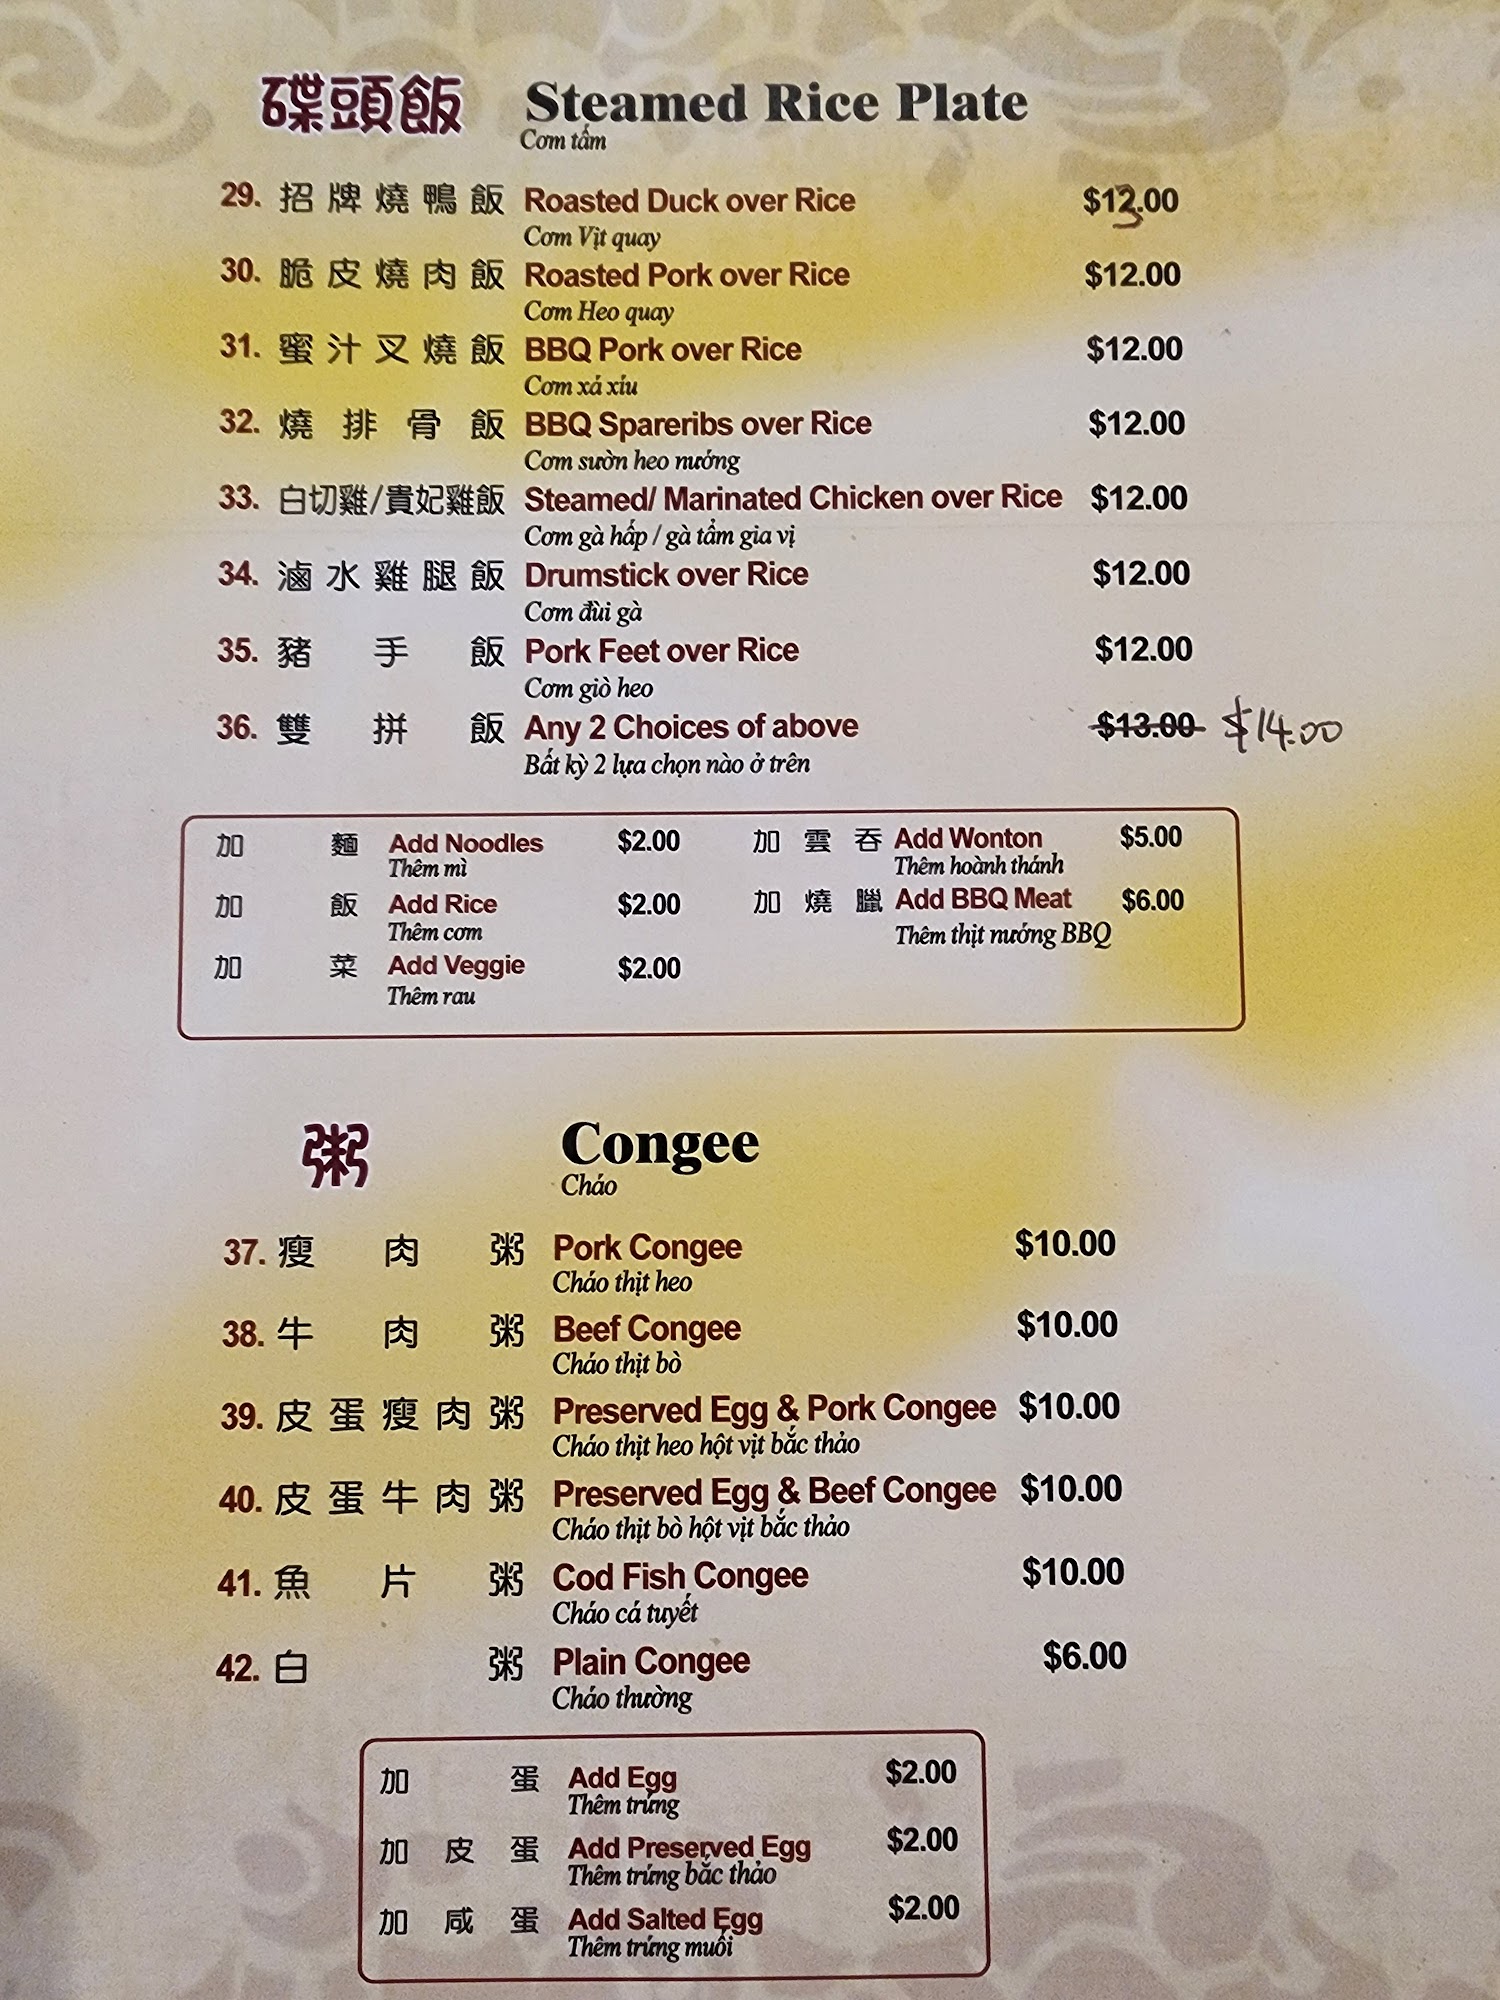 碟頭飯 Steamed Rice Plate
Cơm tấm
29. 招牌燒鴨飯 Roasted Duck over Rice $13.00
Cơm Vịt quay
30. 脆皮燒肉飯 Roasted Pork over Rice $12.00
Cơm Heo quay
31. 蜜汁叉燒飯 BBQ Pork over Rice $12.00
Cơm xá xíu
32. 燒排骨飯 BBQ Spareribs over Rice $12.00
Cơm sườn heo nướng
33. 白切雞/貴妃雞飯 Steamed/ Marinated Chicken over Rice $12.00
Cơm gà hấp / gà tẩm gia vị
34. 滷水雞腿飯 Drumstick over Rice $12.00
Cơm đùi gà
35. 豬手飯 Pork Feet over Rice $12.00
Cơm giò heo
36. 雙拼飯 Any 2 Choices of above $13.00 $14.00
Bất kỳ 2 lựa chọn nào ở trên
加麵 Add Noodles $2.00 加雲吞 Add Wonton $5.00
Thêm mì Thêm hoành thánh
加飯 Add Rice $2.00 加燒臘 Add BBQ Meat $6.00
Thêm cơm Thêm thịt nướng BBQ
加菜 Add Veggie $2.00
Thêm rau
粥 Congee
Cháo
37. 瘦肉粥 Pork Congee $10.00
Cháo thịt heo
38. 牛肉粥 Beef Congee $10.00
Cháo thịt bò
39. 皮蛋瘦肉粥 Preserved Egg & Pork Congee $10.00
Cháo thịt heo hột vịt bắc thảo
40. 皮蛋牛肉粥 Preserved Egg & Beef Congee $10.00
Cháo thịt bò hột vịt bắc thảo
41. 魚片粥 Cod Fish Congee $10.00
Cháo cá tuyết
42. 白粥 Plain Congee $6.00
Cháo thường
加蛋 Add Egg $2.00
Thêm trứng
加皮蛋 Add Preserved Egg $2.00
Thêm trứng bắc thảo
加咸蛋 Add Salted Egg $2.00
Thêm trứng muối